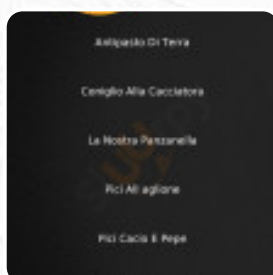 Antipasto Di Terra
Coniglio Alla Cacciatora
La Nostra Panzanella
Pici All aglione
Pici Cacio E Pepe